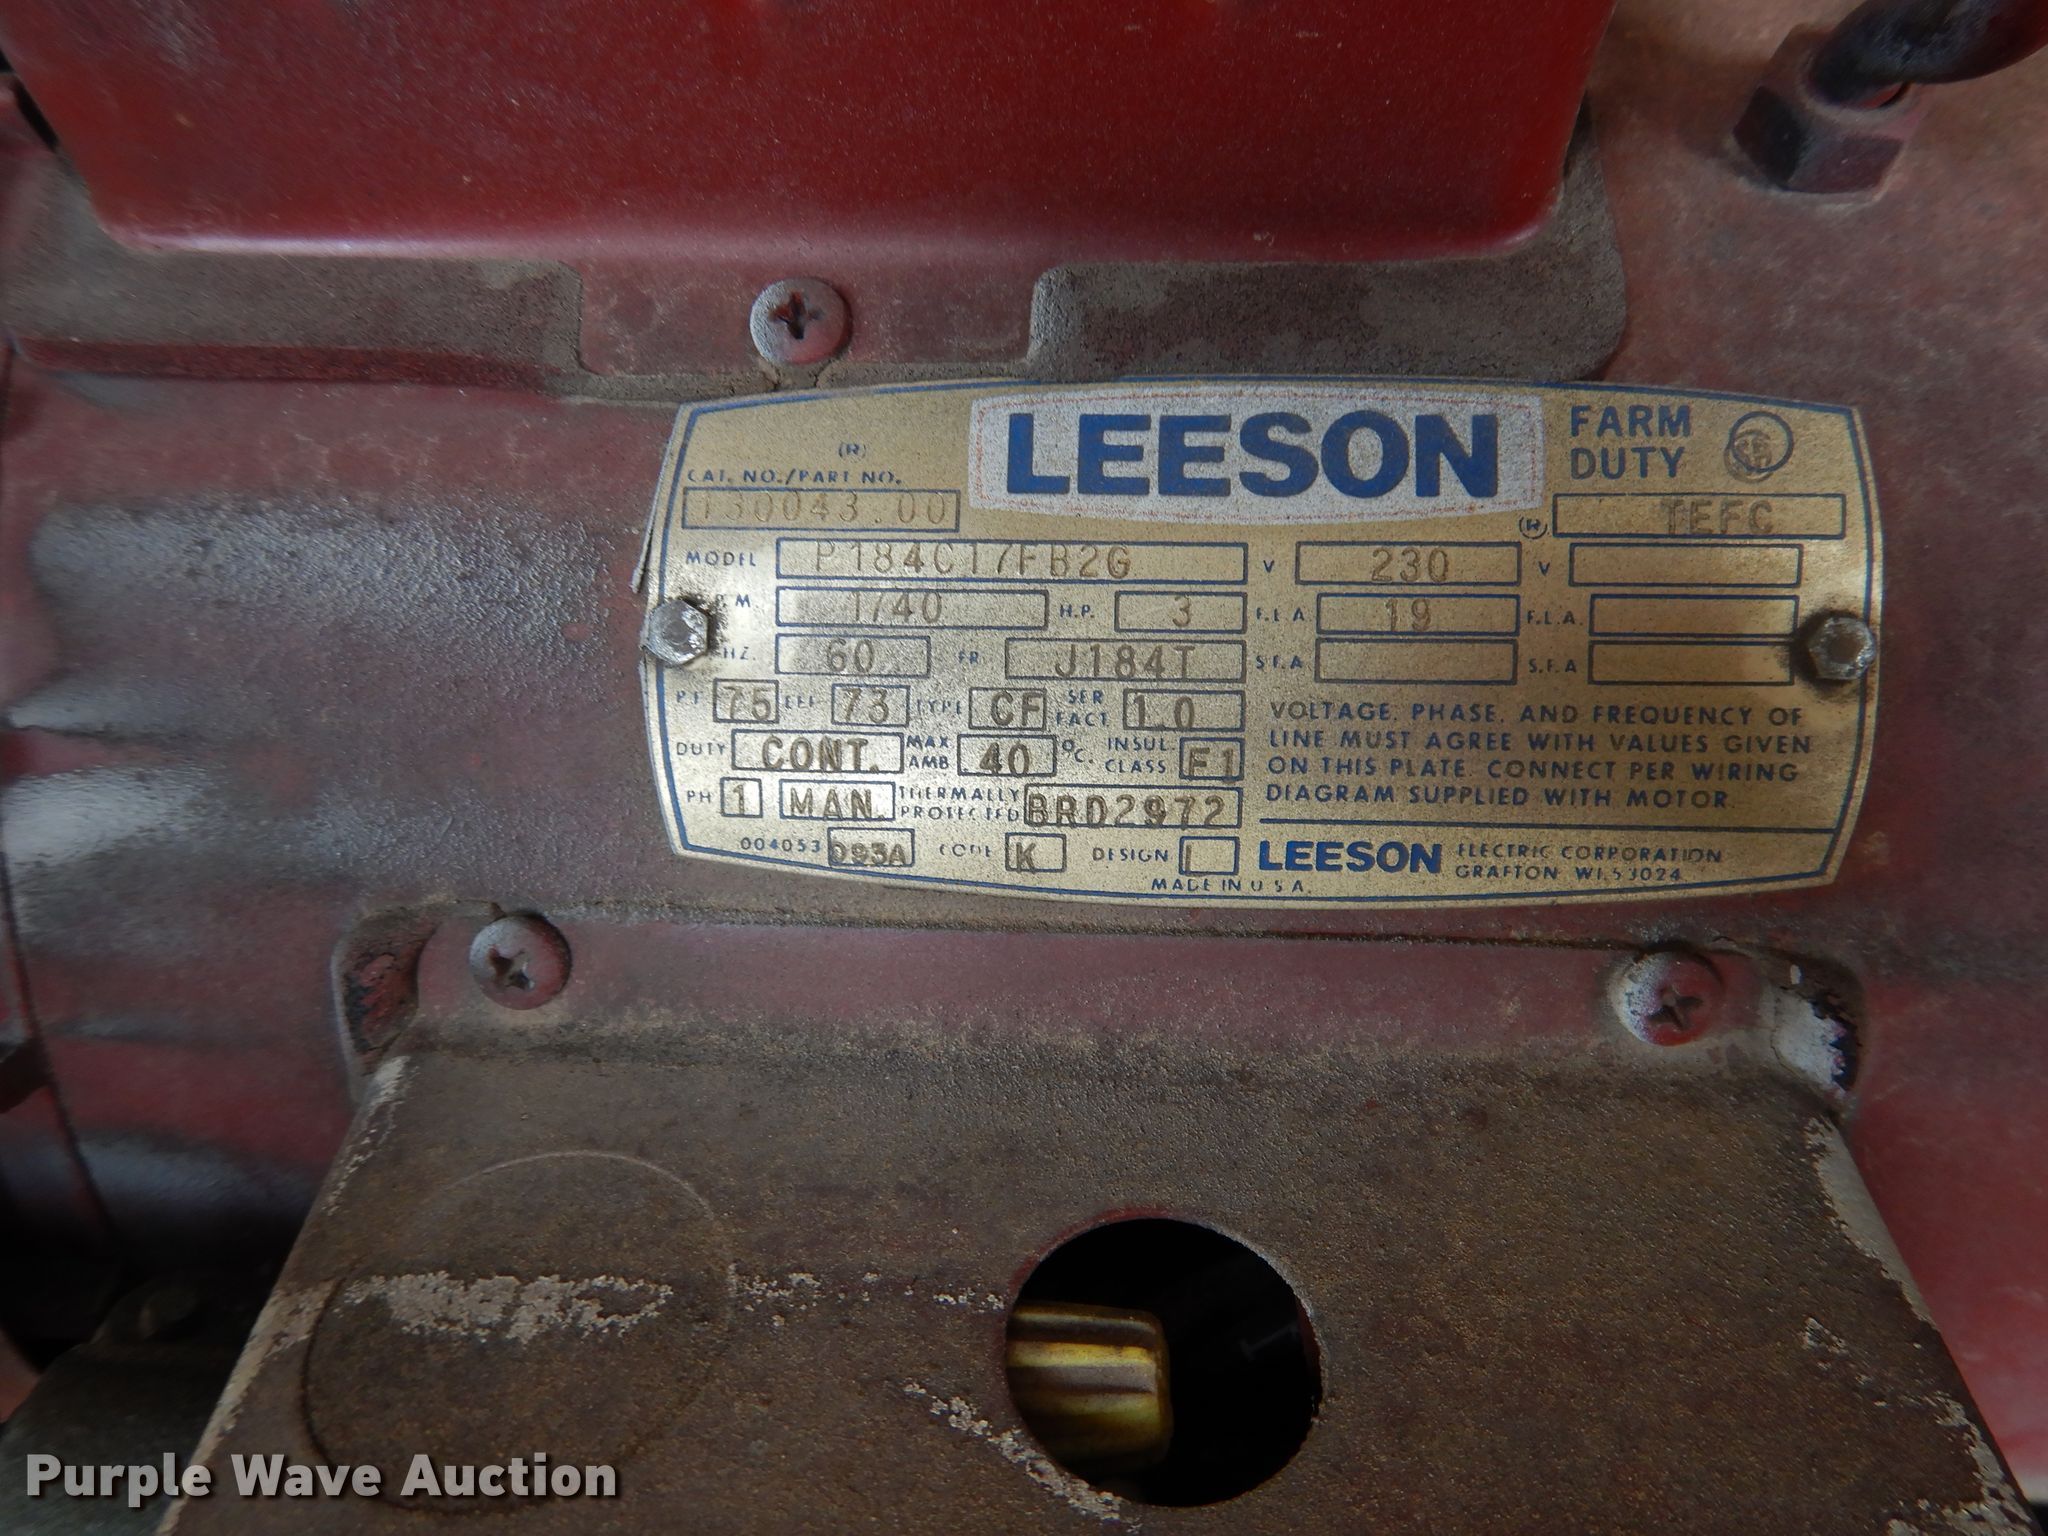 LEESON
FARM DUTY
(R)
CAT. NO./PART NO.
130043.00
(R) TEFC
MODEL P184C17FB2G V 230 V
R.P.M. 1740 H.P. 3 F.L.A 19 F.L.A.
HZ. 60 FR J184T S.F.A S.F.A
P.F 75 EFF 73 TYPE CF SER FACT 1.0
DUTY CONT. MAX AMB 40 °C. INSUL CLASS F1
PH 1 MAN. THERMALLY PROTECTED BRD2972
004053 093A CODE K DESIGN L
MADE IN U S A.
VOLTAGE, PHASE, AND FREQUENCY OF
LINE MUST AGREE WITH VALUES GIVEN
ON THIS PLATE. CONNECT PER WIRING
DIAGRAM SUPPLIED WITH MOTOR.
LEESON ELECTRIC CORPORATION
GRAFTON WI. 53024
Purple Wave Auction